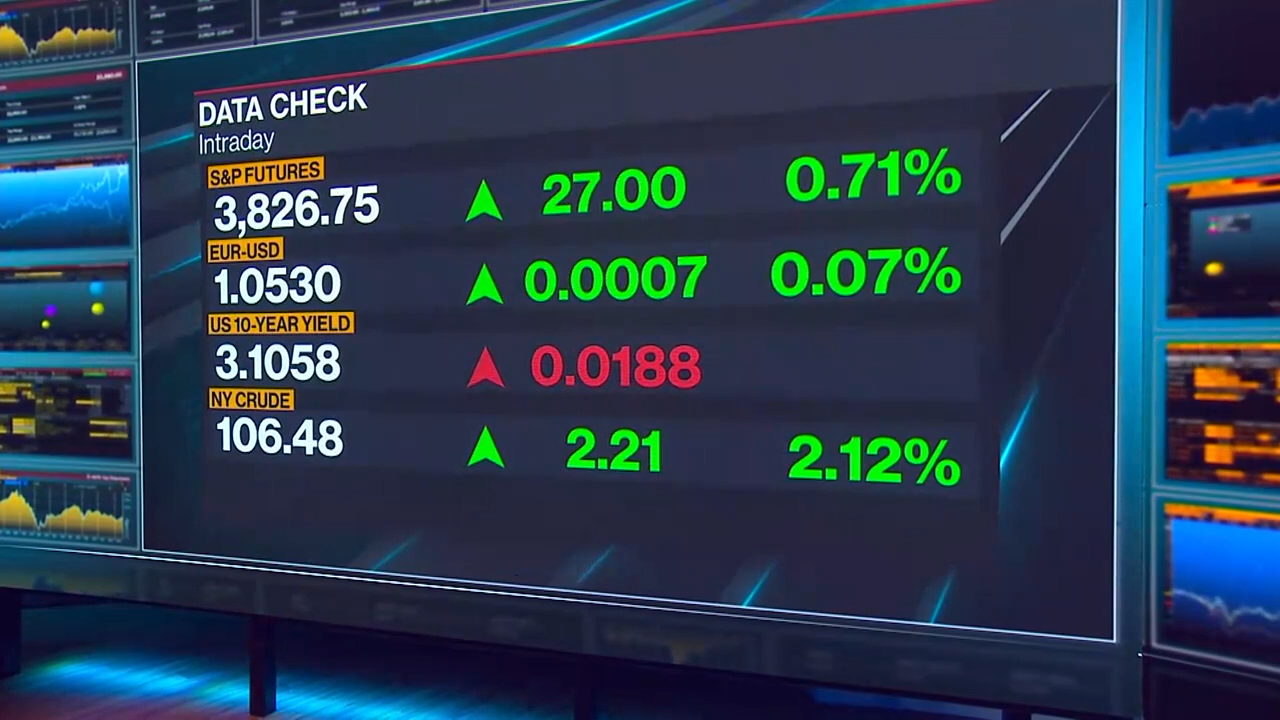 DATA CHECK
Intraday
S&P FUTURES
3,826.75 ▲ 27.00 0.71%
EUR-USD
1.0530 ▲ 0.0007 0.07%
US 10-YEAR YIELD
3.1058 ▲ 0.0188
NY CRUDE
106.48 ▲ 2.21 2.12%